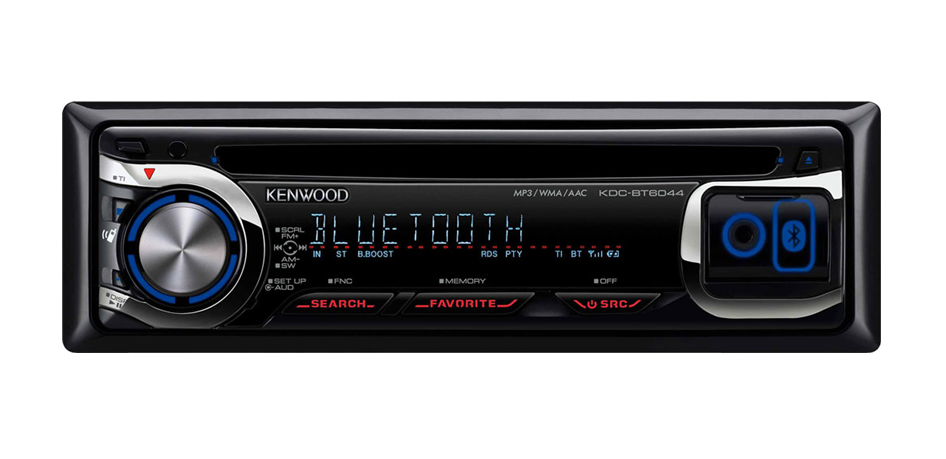 TI
KENWOOD
MP3/WMA/AAC KDC-BT6044
BLUETOOTH
SCRL
FM+
AM-
SW
IN ST B.BOOST RDS PTY TI BT
SET UP
AUD
FNC MEMORY OFF
DISP
SEARCH FAVORITE SRC